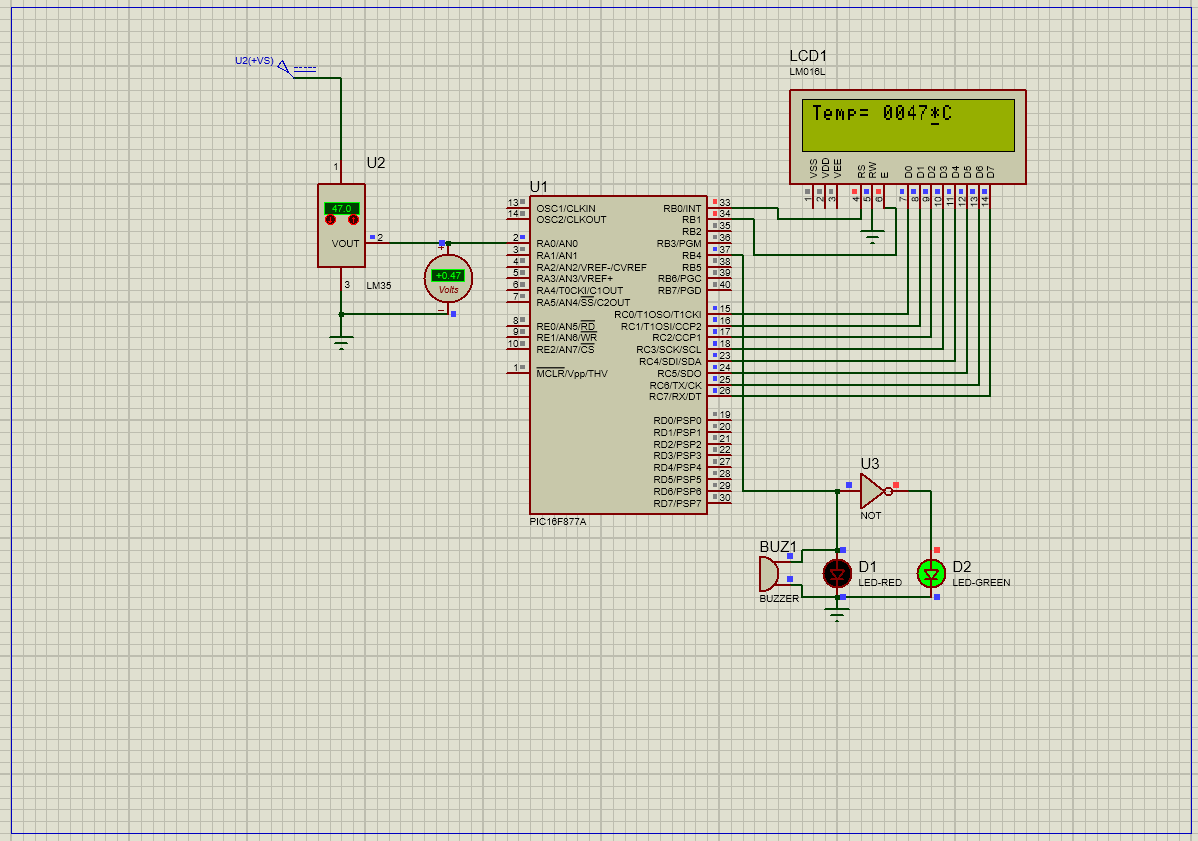 LCD1
LM016L
U2(+VS)
Temp= 0047*C
VSS VDD VEE RS RW E D0 D1 D2 D3 D4 D5 D6 D7
1 2 3 4 5 6 7 8 9 10 11 12 13 14
U2
1
47.0
VOUT
2
3
LM35
+
+0.47
Volts
−
U1
13 OSC1/CLKIN
14 OSC2/CLKOUT
2 RA0/AN0
3 RA1/AN1
4 RA2/AN2/VREF-/CVREF
5 RA3/AN3/VREF+
6 RA4/T0CKI/C1OUT
7 RA5/AN4/SS/C2OUT
8 RE0/AN5/RD
9 RE1/AN6/WR
10 RE2/AN7/CS
1 MCLR/Vpp/THV
RB0/INT 33
RB1 34
RB2 35
RB3/PGM 36
RB4 37
RB5 38
RB6/PGC 39
RB7/PGD 40
RC0/T1OSO/T1CKI 15
RC1/T1OSI/CCP2 16
RC2/CCP1 17
RC3/SCK/SCL 18
RC4/SDI/SDA 23
RC5/SDO 24
RC6/TX/CK 25
RC7/RX/DT 26
RD0/PSP0 19
RD1/PSP1 20
RD2/PSP2 21
RD3/PSP3 22
RD4/PSP4 27
RD5/PSP5 28
RD6/PSP6 29
RD7/PSP7 30
PIC16F877A
U3
NOT
BUZ1
BUZZER
D1
LED-RED
D2
LED-GREEN